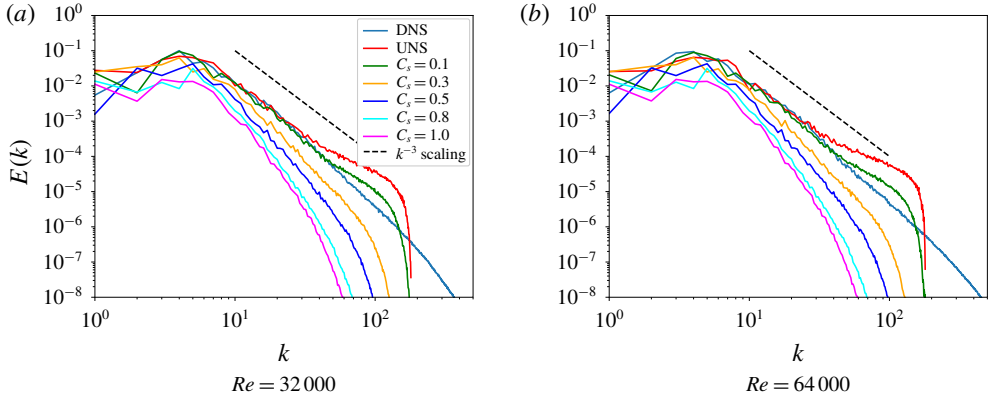 (a)
10^0
10^-1
10^-2
10^-3
10^-4
10^-5
10^-6
10^-7
10^-8
E(k)
10^0 10^1 10^2
k
Re = 32 000
DNS
UNS
C_s = 0.1
C_s = 0.3
C_s = 0.5
C_s = 0.8
C_s = 1.0
k^-3 scaling
(b)
10^0
10^-1
10^-2
10^-3
10^-4
10^-5
10^-6
10^-7
10^-8
10^0 10^1 10^2
k
Re = 64 000